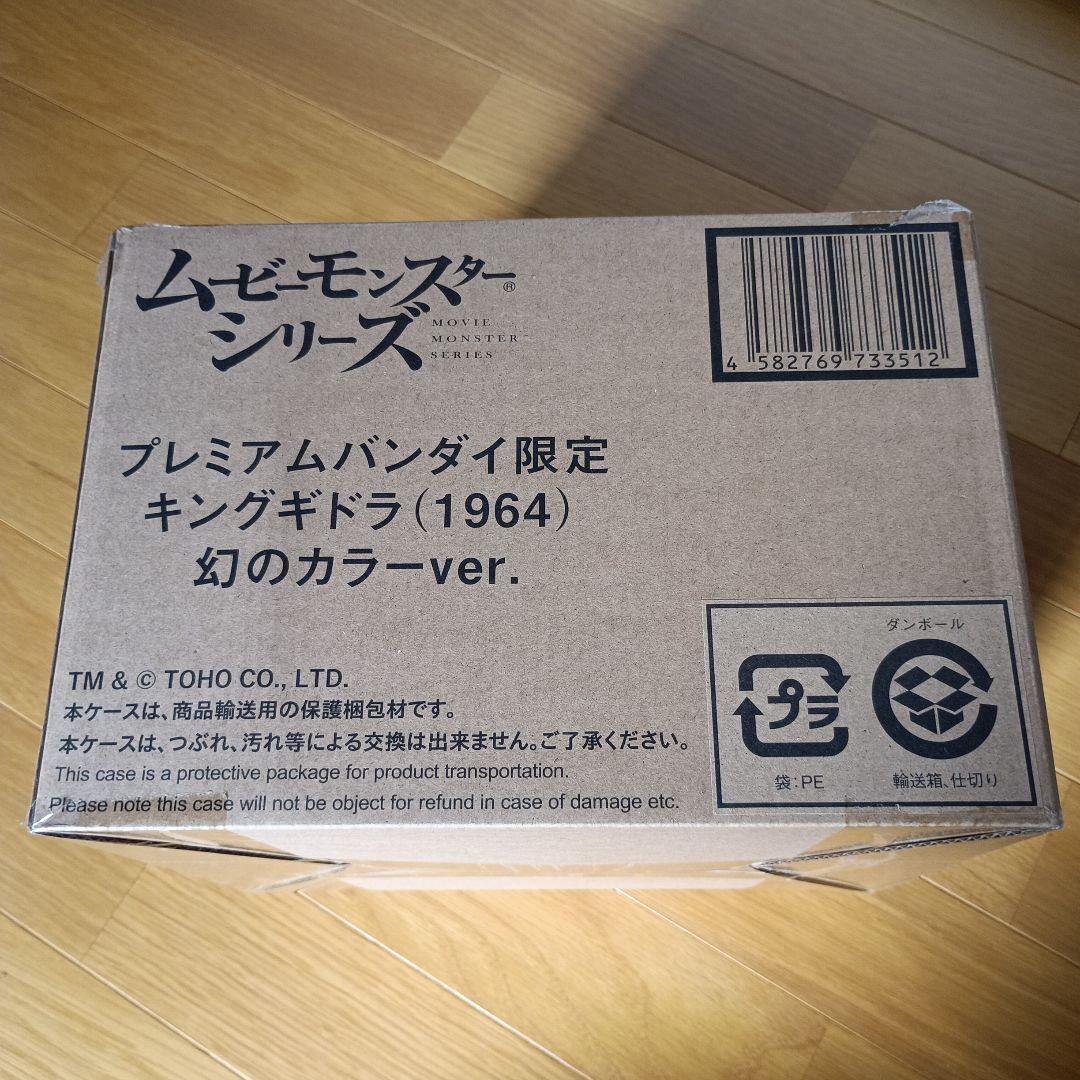 ムービーモンスター®
シリーズ
MOVIE
MONSTER™
SERIES
4 582769 733512
プレミアムバンダイ限定
キングギドラ(1964)
幻のカラーver.
TM & © TOHO CO., LTD.
本ケースは、商品輸送用の保護梱包材です。
本ケースは、つぶれ、汚れ等による交換は出来ません。ご了承ください。
This case is a protective package for product transportation.
Please note this case will not be object for refund in case of damage etc.
ダンボール
プラ
袋:PE
輸送箱、仕切り